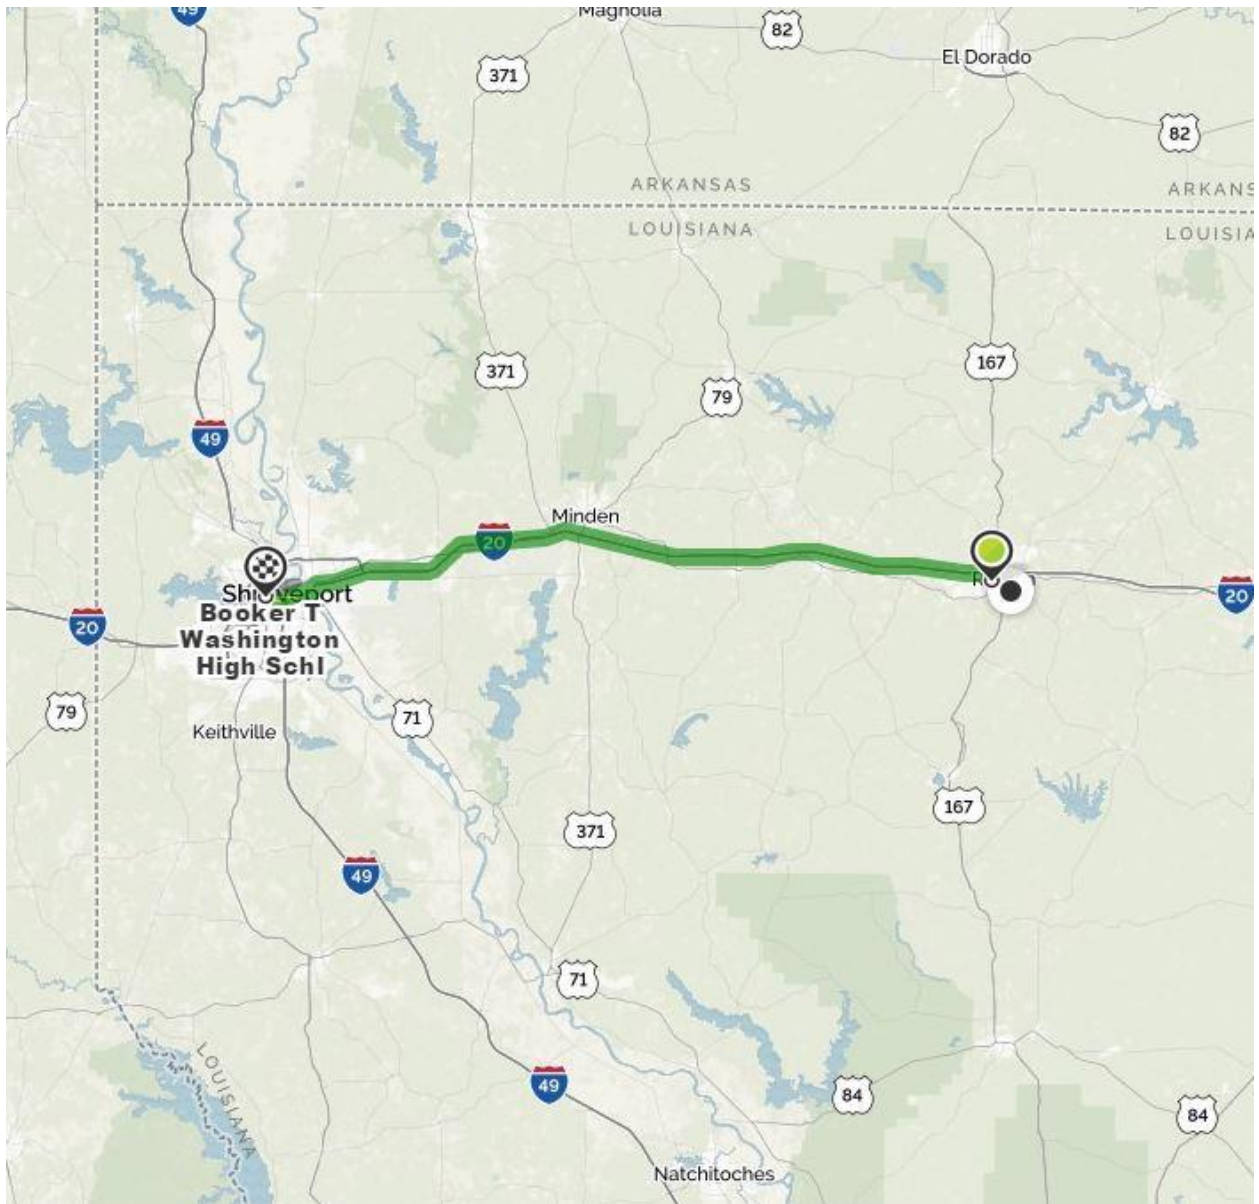 49
Magnolia
82
El Dorado
371
82
ARKANSAS
ARKANS
LOUISIANA
LOUISIA
371
167
79
49
Minden
20
Shreveport
20
Booker T
Washington
High Schl
20
79
71
Keithville
167
371
49
71
LOUISIANA
49
84
84
Natchitoches